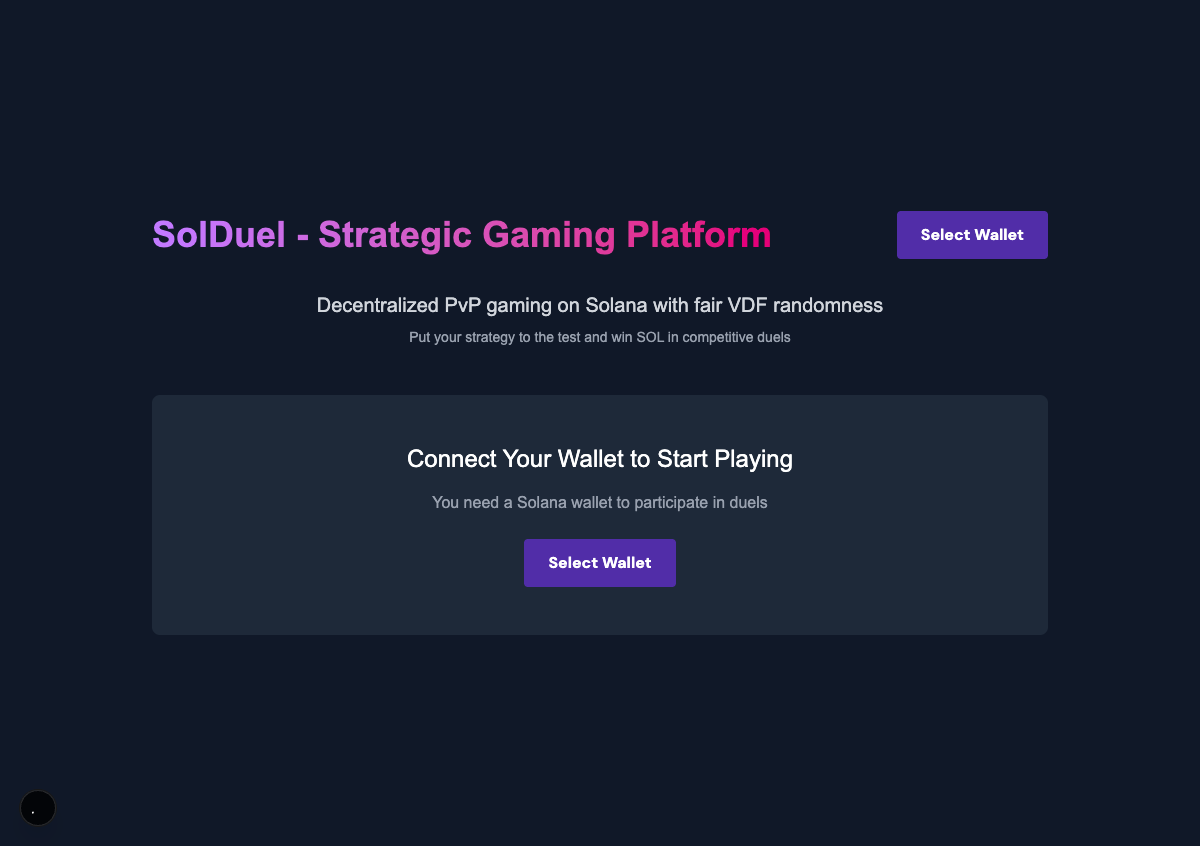 SolDuel - Strategic Gaming Platform
Select Wallet
Decentralized PvP gaming on Solana with fair VDF randomness
Put your strategy to the test and win SOL in competitive duels
Connect Your Wallet to Start Playing
You need a Solana wallet to participate in duels
Select Wallet